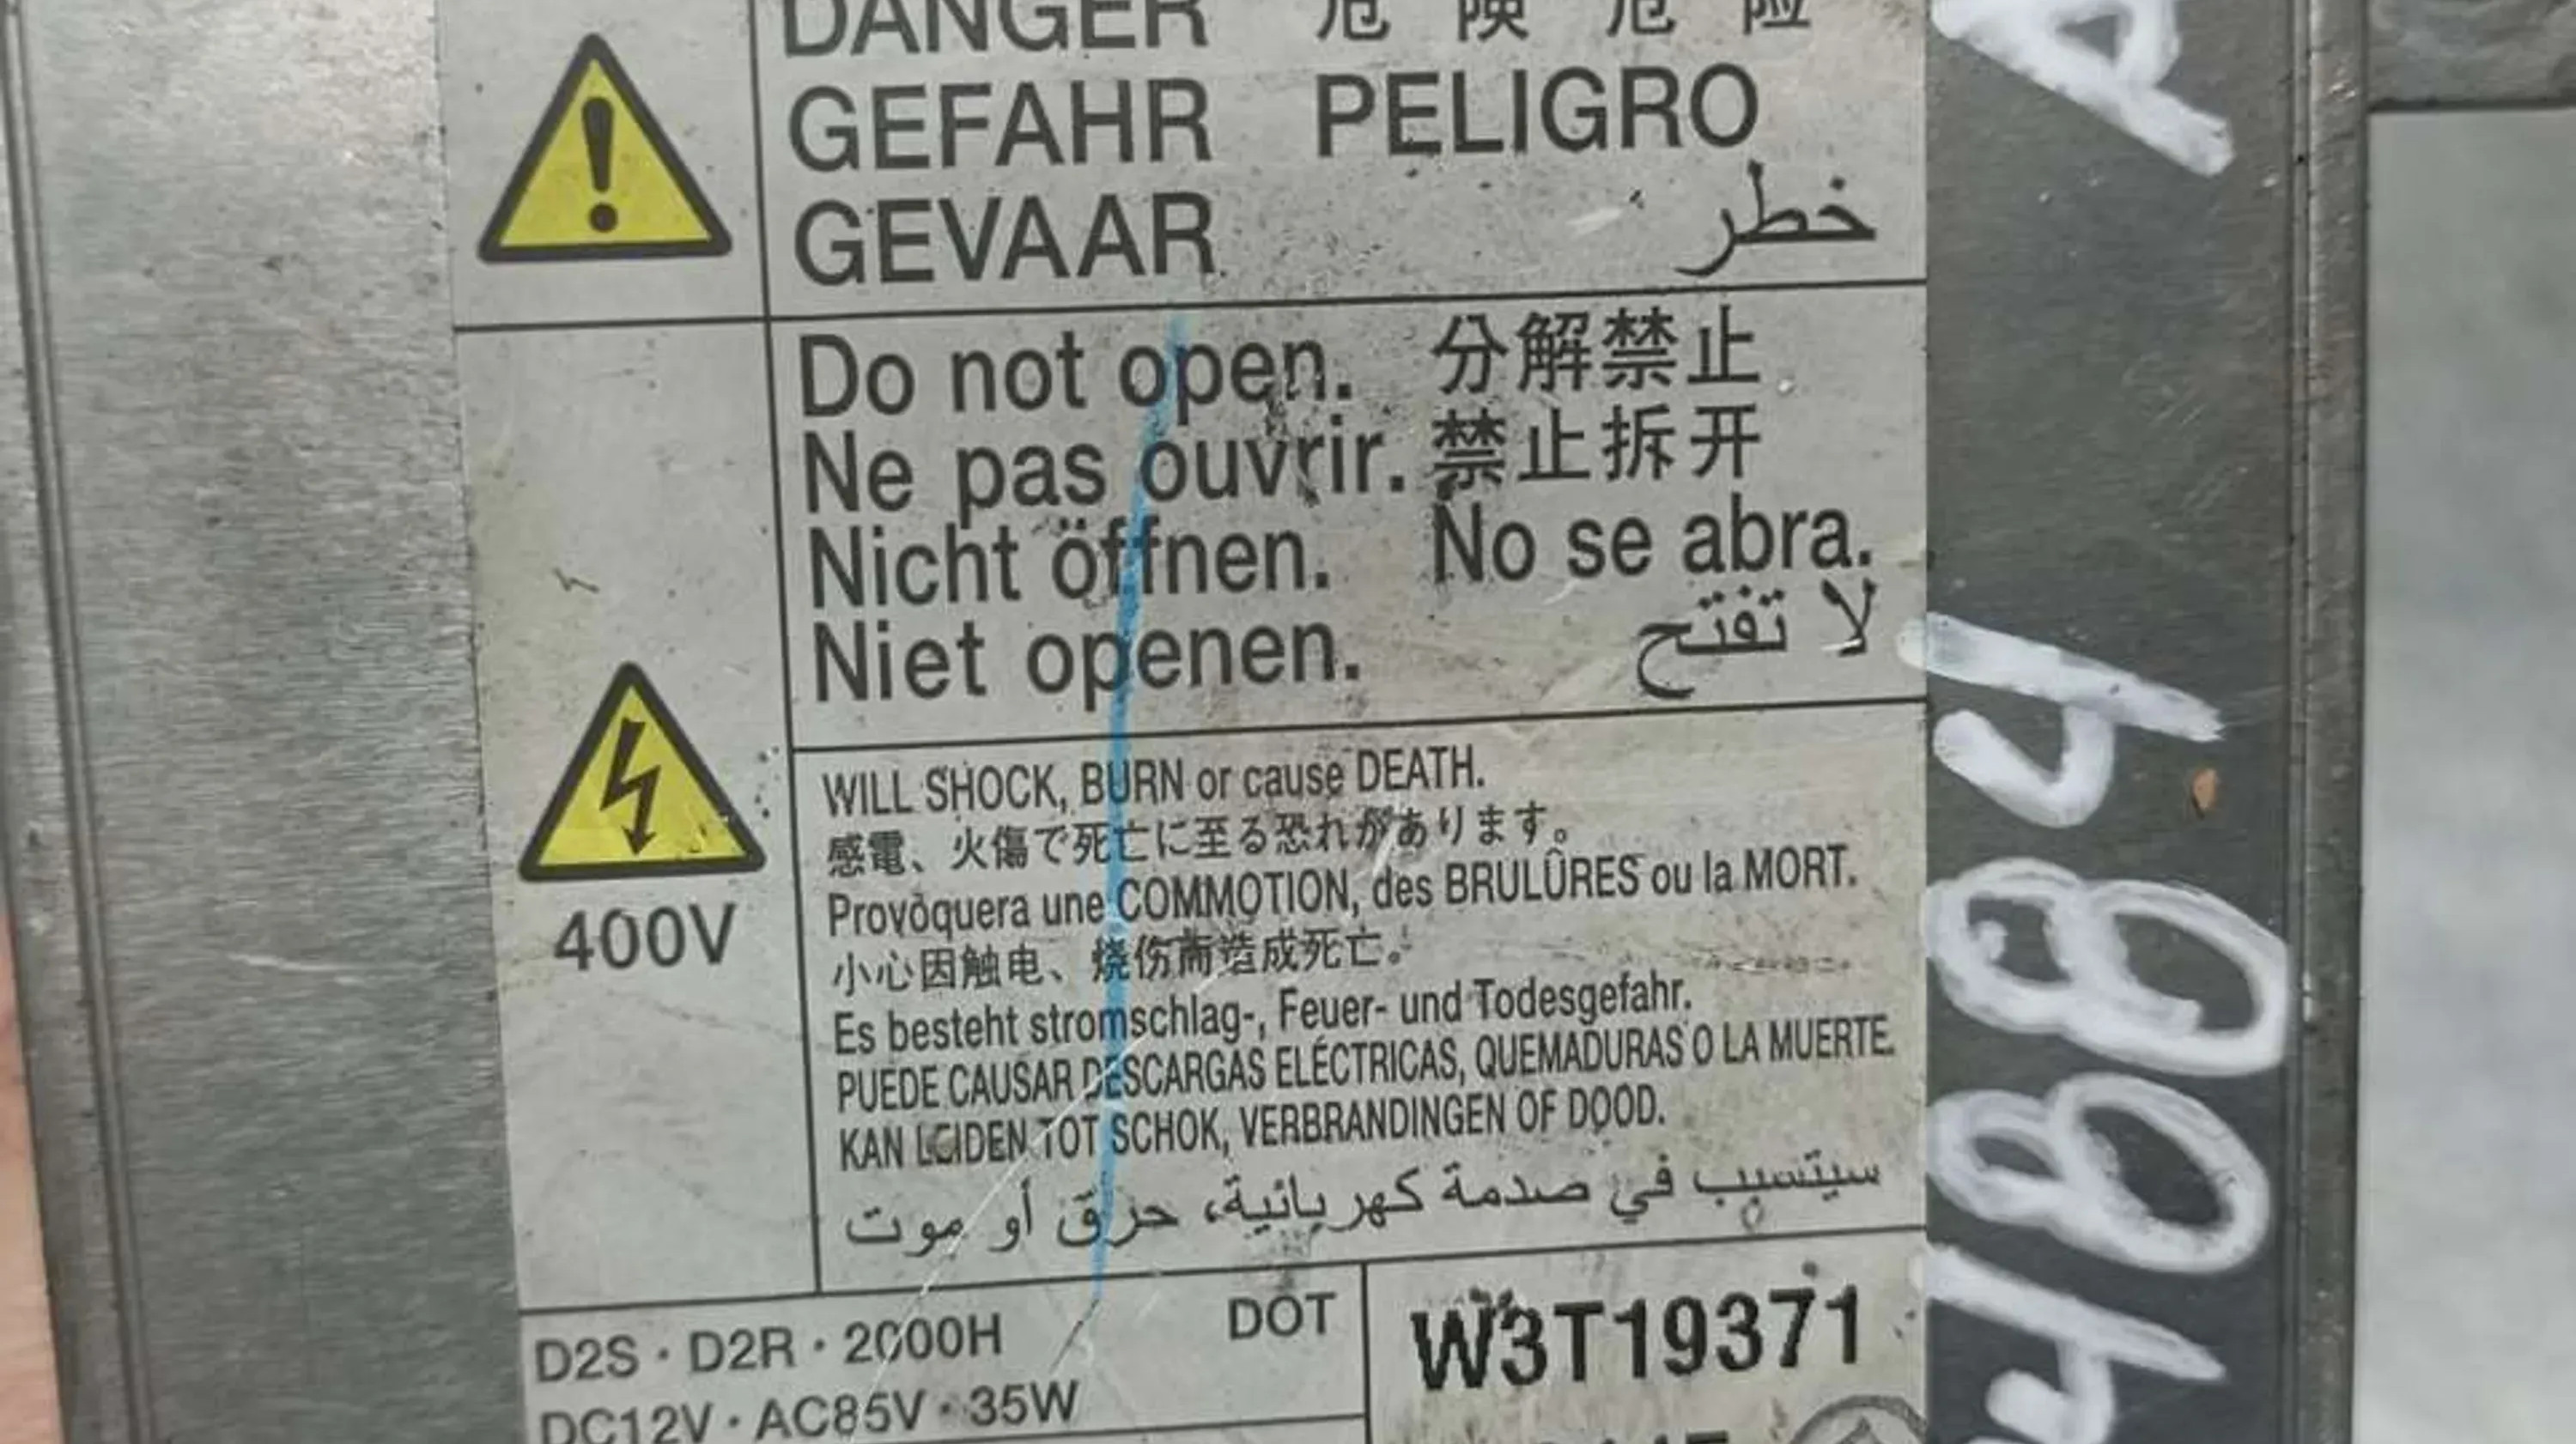 DANGER 危険 危险
GEFAHR PELIGRO
GEVAAR خطر
Do not open. 分解禁止
Ne pas ouvrir. 禁止拆开
Nicht öffnen. No se abra.
Niet openen. لا تفتح
400V
WILL SHOCK, BURN or cause DEATH.
感電、火傷で死亡に至る恐れがあります。
Provoquera une COMMOTION, des BRULÛRES ou la MORT.
小心因触电、烧伤而造成死亡。
Es besteht stromschlag-, Feuer- und Todesgefahr.
PUEDE CAUSAR DESCARGAS ELÉCTRICAS, QUEMADURAS O LA MUERTE.
KAN LEIDEN TOT SCHOK, VERBRANDINGEN OF DOOD.
سيتسبب في صدمة كهربائية، حرق أو موت
D2S · D2R · 2000H DOT
DC12V · AC85V · 35W
W3T19371